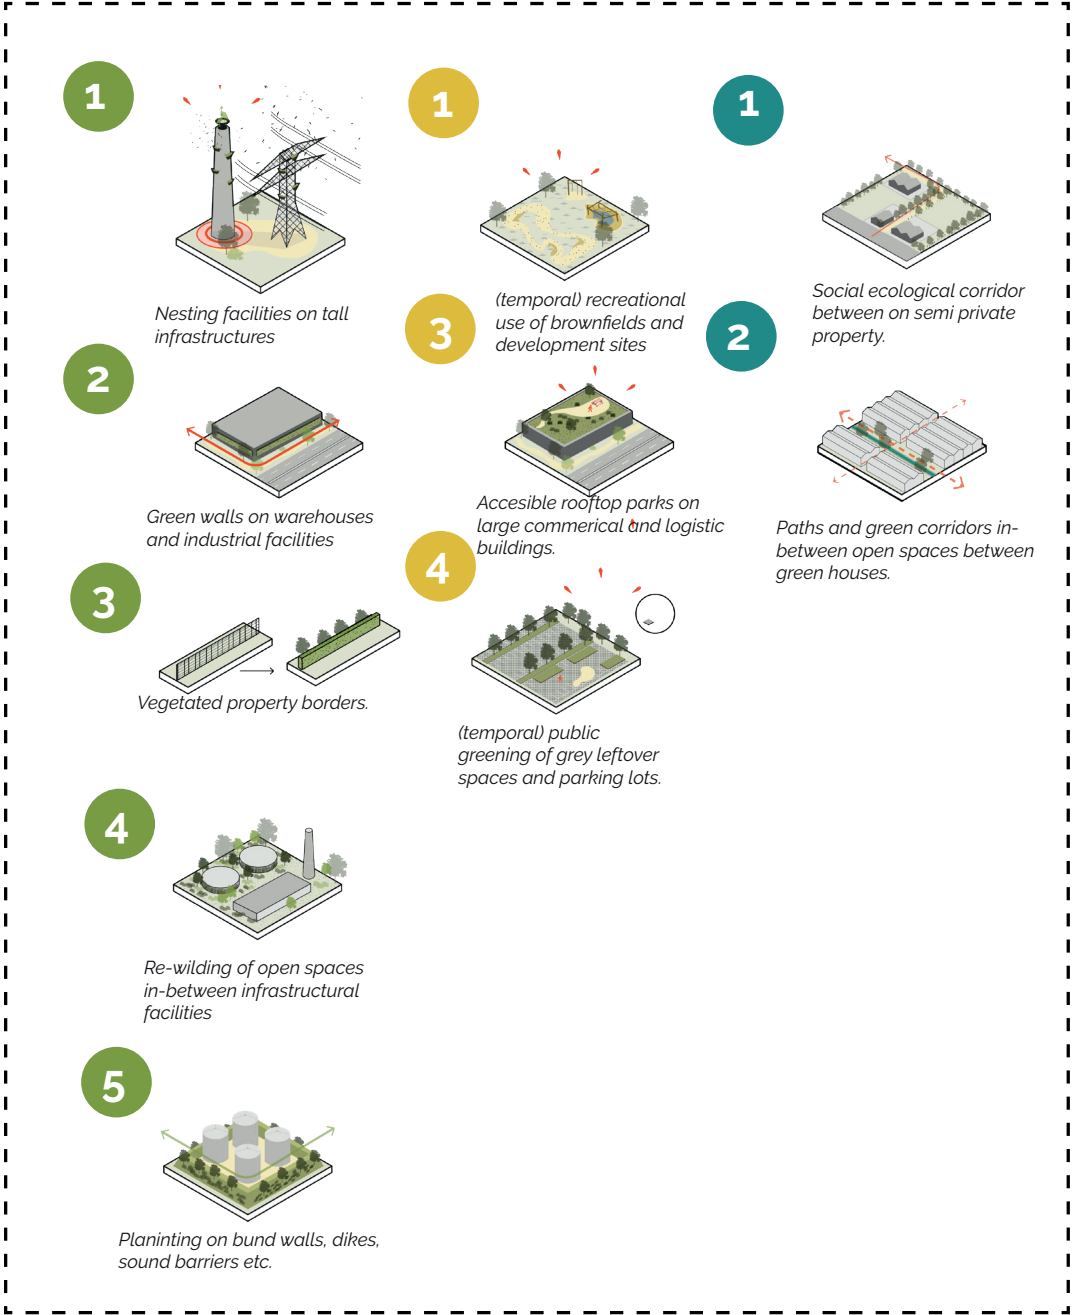 1
Nesting facilities on tall
infrastructures
2
Green walls on warehouses
and industrial facilities
3
Vegetated property borders.
4
Re-wilding of open spaces
in-between infrastructural
facilities
5
Planinting on bund walls, dikes,
sound barriers etc.
1
(temporal) recreational
use of brownfields and
development sites
3
Accesible rooftop parks on
large commerical and logistic
buildings.
4
(temporal) public
greening of grey leftover
spaces and parking lots.
1
Social ecological corridor
between on semi private
property.
2
Paths and green corridors in-
between open spaces between
green houses.